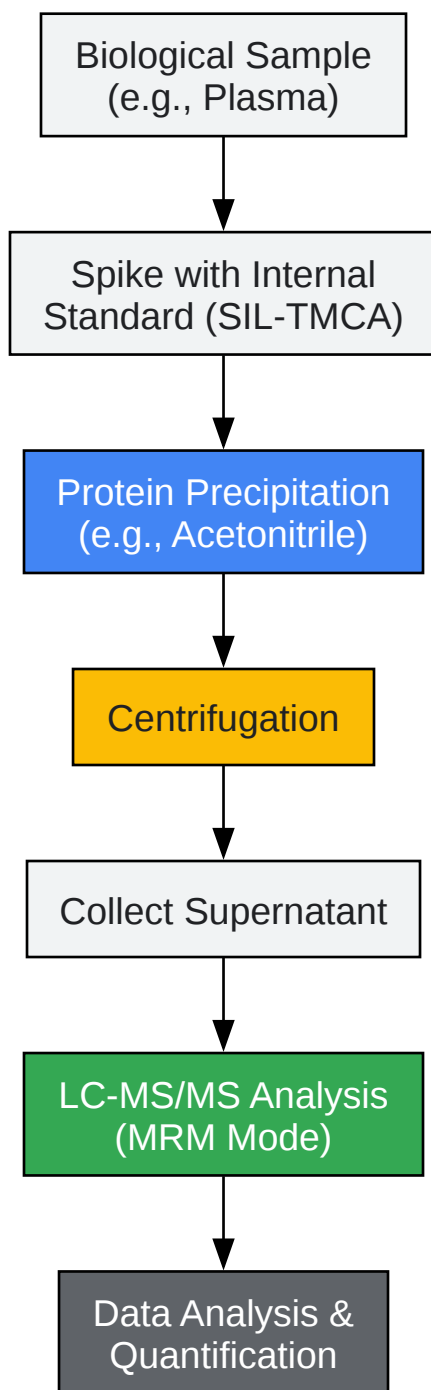 Biological Sample
(e.g., Plasma)
Spike with Internal
Standard (SIL-TMCA)
Protein Precipitation
(e.g., Acetonitrile)
Centrifugation
Collect Supernatant
LC-MS/MS Analysis
(MRM Mode)
Data Analysis &
Quantification